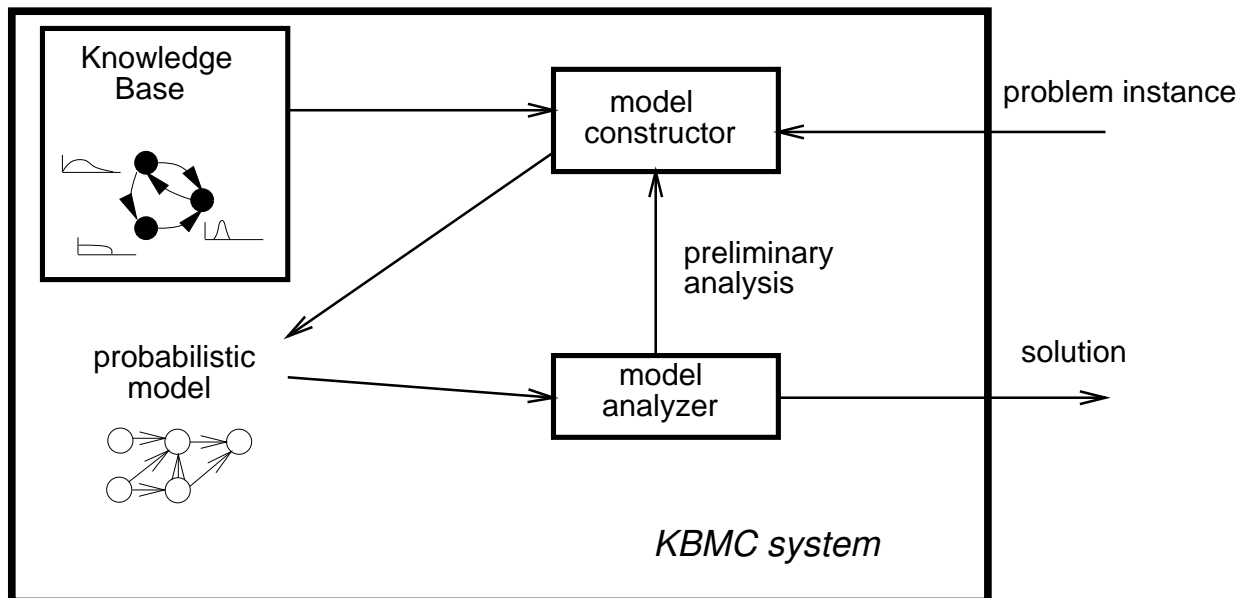 Knowledge
Base
model
constructor
problem instance
preliminary
analysis
probabilistic
model
model
analyzer
solution
KBMC system